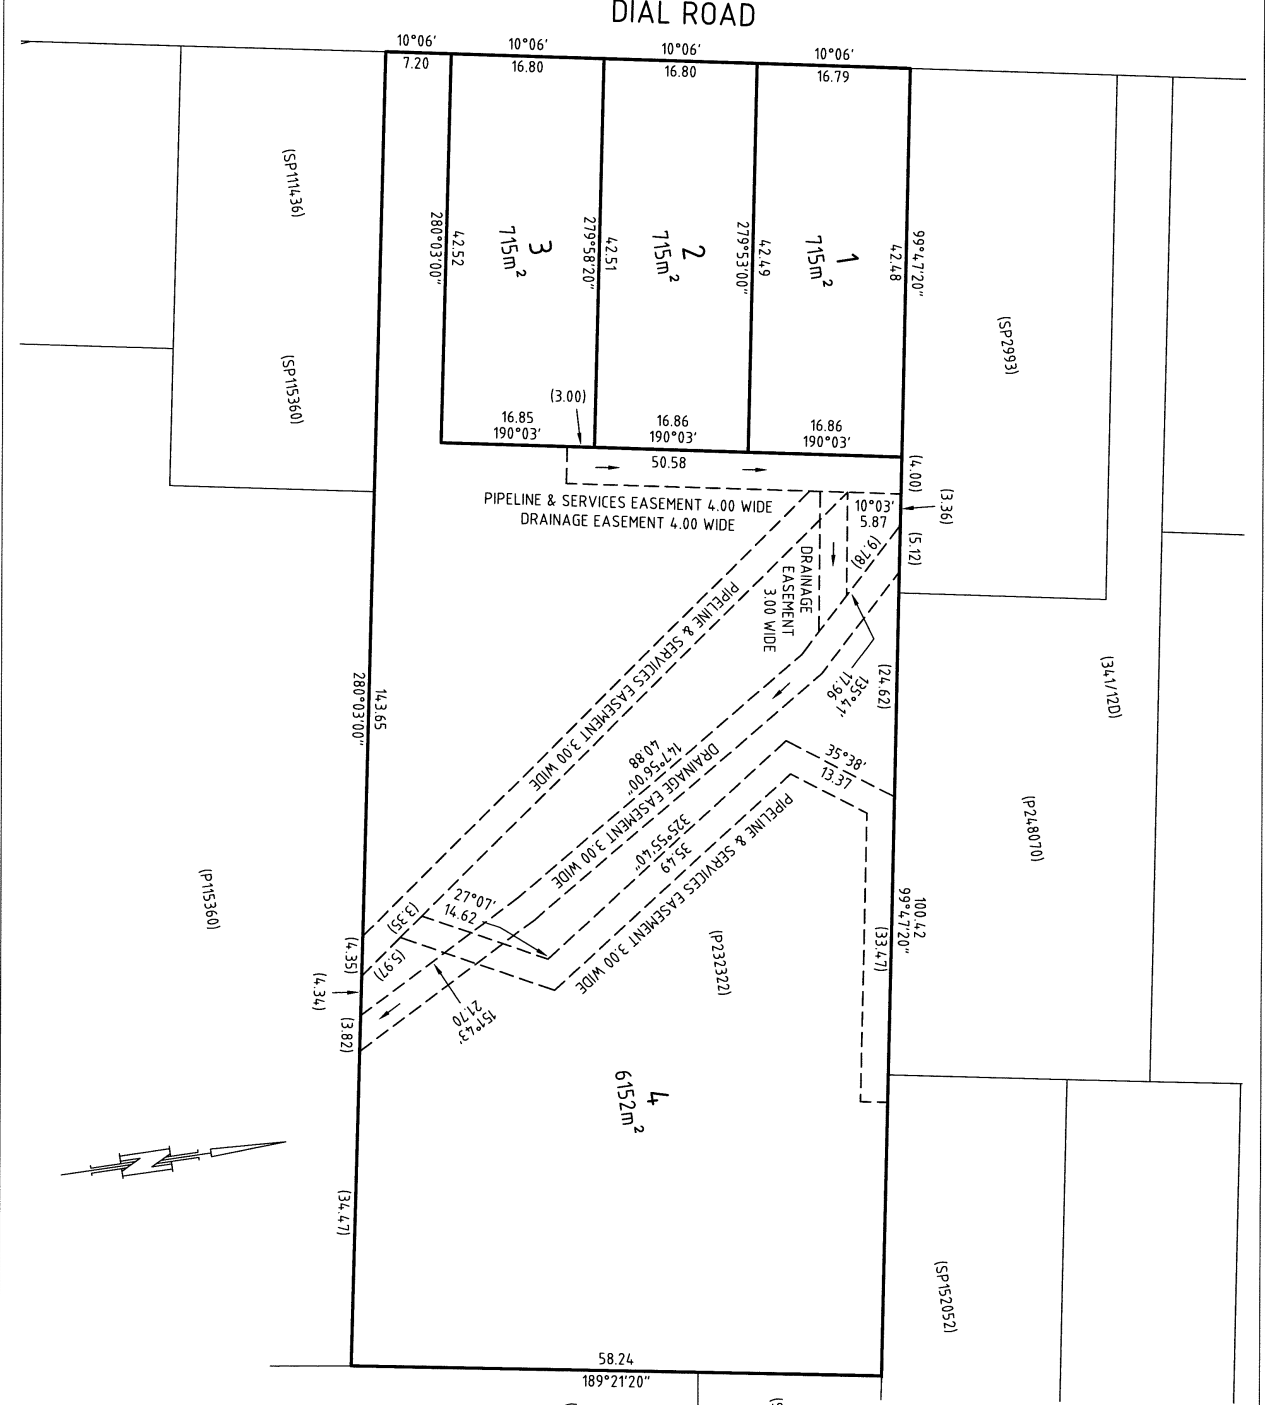 DIAL ROAD
10°06'
7.20
10°06'
16.80
10°06'
16.80
10°06'
16.79
(SP111436)
280°03'00"
42.52
3
715m²
279°58'20"
42.51
2
715m²
279°53'00"
42.49
1
715m²
42.48
99°47'20"
(SP2993)
(SP115360)
(3.00)
16.85
190°03'
16.86
190°03'
16.86
190°03'
50.58
(4.00)
(3.36)
PIPELINE & SERVICES EASEMENT 4.00 WIDE
DRAINAGE EASEMENT 4.00 WIDE
10°03'
5.87
(9.78)
(5.12)
DRAINAGE
EASEMENT
3.00 WIDE
PIPELINE & SERVICES EASEMENT 3.00 WIDE
135°41'
17.96
(24.62)
(341/12D)
280°03'00"
143.65
147°56'00"
40.88
DRAINAGE EASEMENT 3.00 WIDE
35°38'
13.37
325°55'40"
35.49
PIPELINE & SERVICES EASEMENT 3.00 WIDE
(P248070)
(P115360)
27°07'
14.62
(3.35)
(5.97)
(4.35)
(4.34)
(3.82)
151°43'
21.70
(P232322)
(33.47)
100.42
99°47'20"
4
6152m²
N
(34.47)
(SP152052)
58.24
189°21'20"